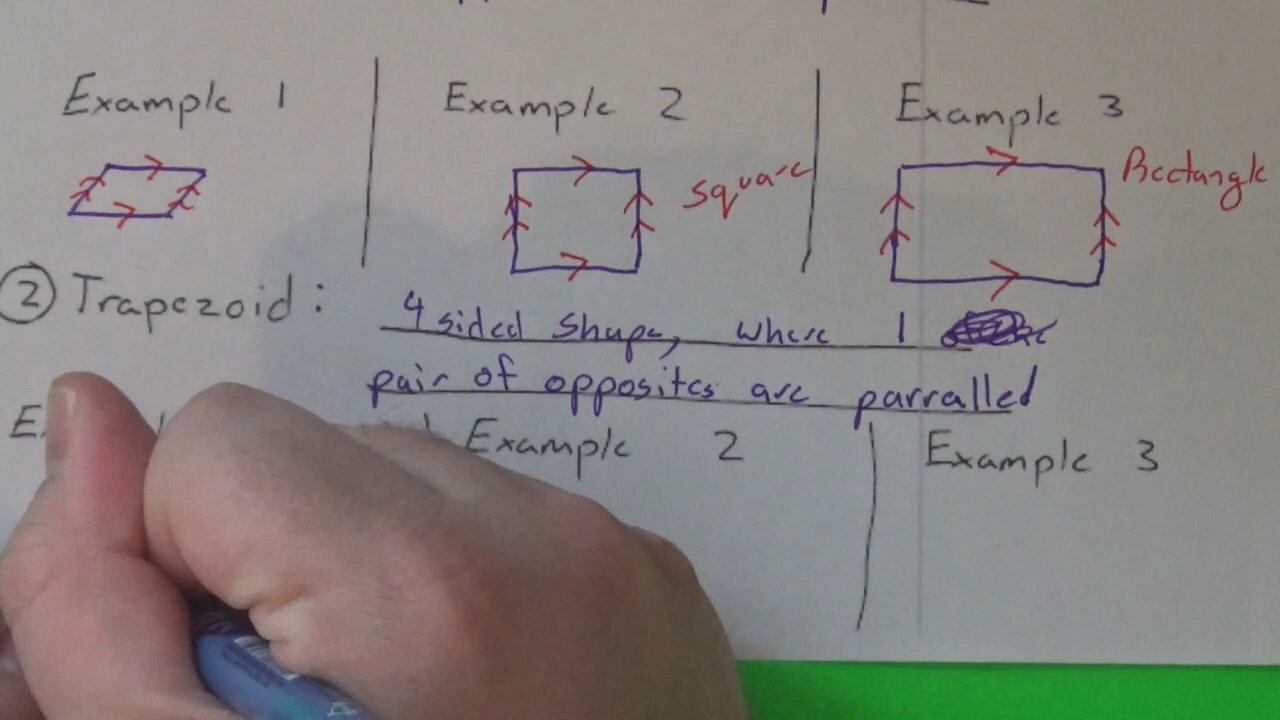 Example 1
Example 2
Example 3
Square
Rectangle
2 Trapezoid:
4 sided shape, where 1
pair of opposites are parralled
Example 2
Example 3